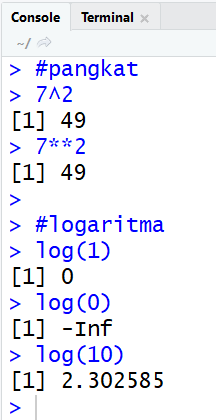 Console Terminal ×
~/
> #pangkat
> 7^2
[1] 49
> 7**2
[1] 49
>
> #logaritma
> log(1)
[1] 0
> log(0)
[1] -Inf
> log(10)
[1] 2.302585
>